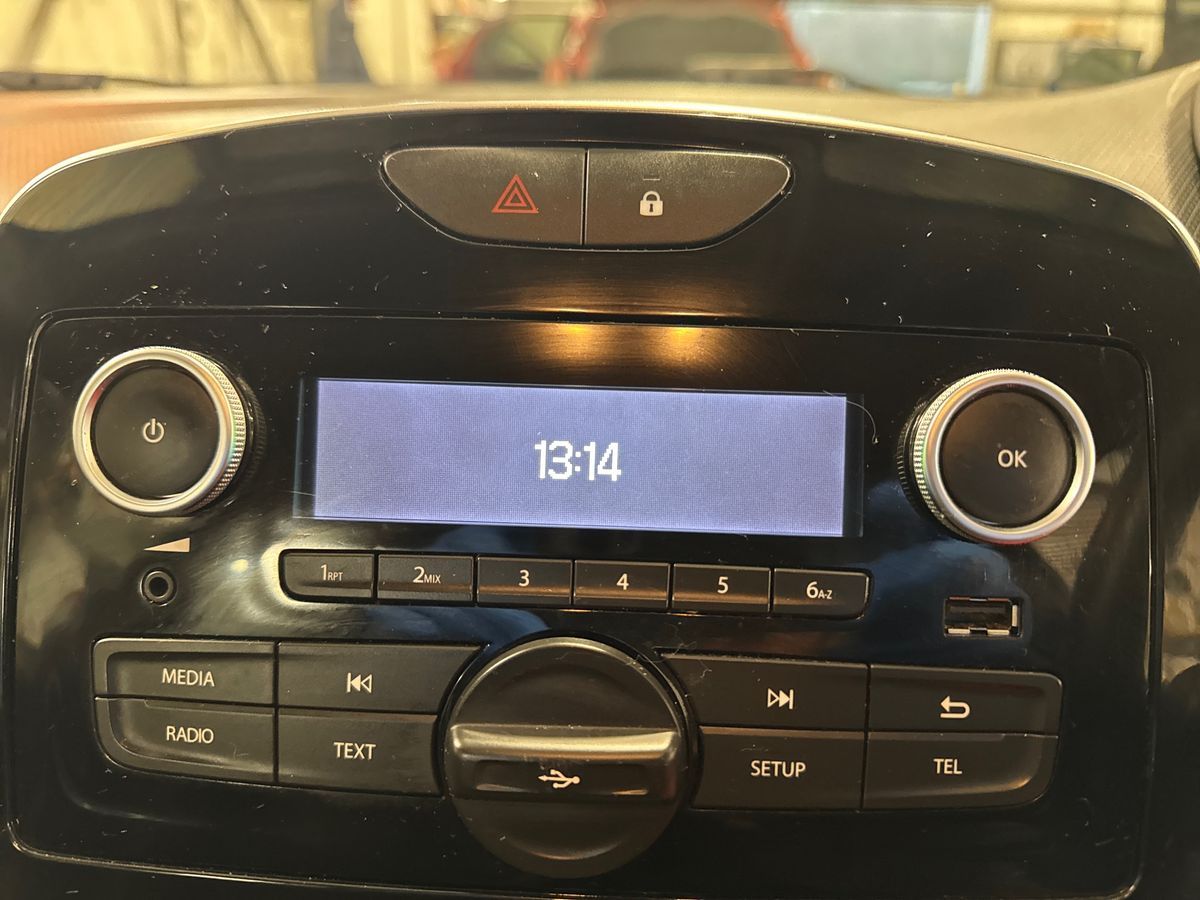 13:14
OK
1RPT 2MIX 3 4 5 6A-Z
MEDIA
RADIO TEXT SETUP TEL